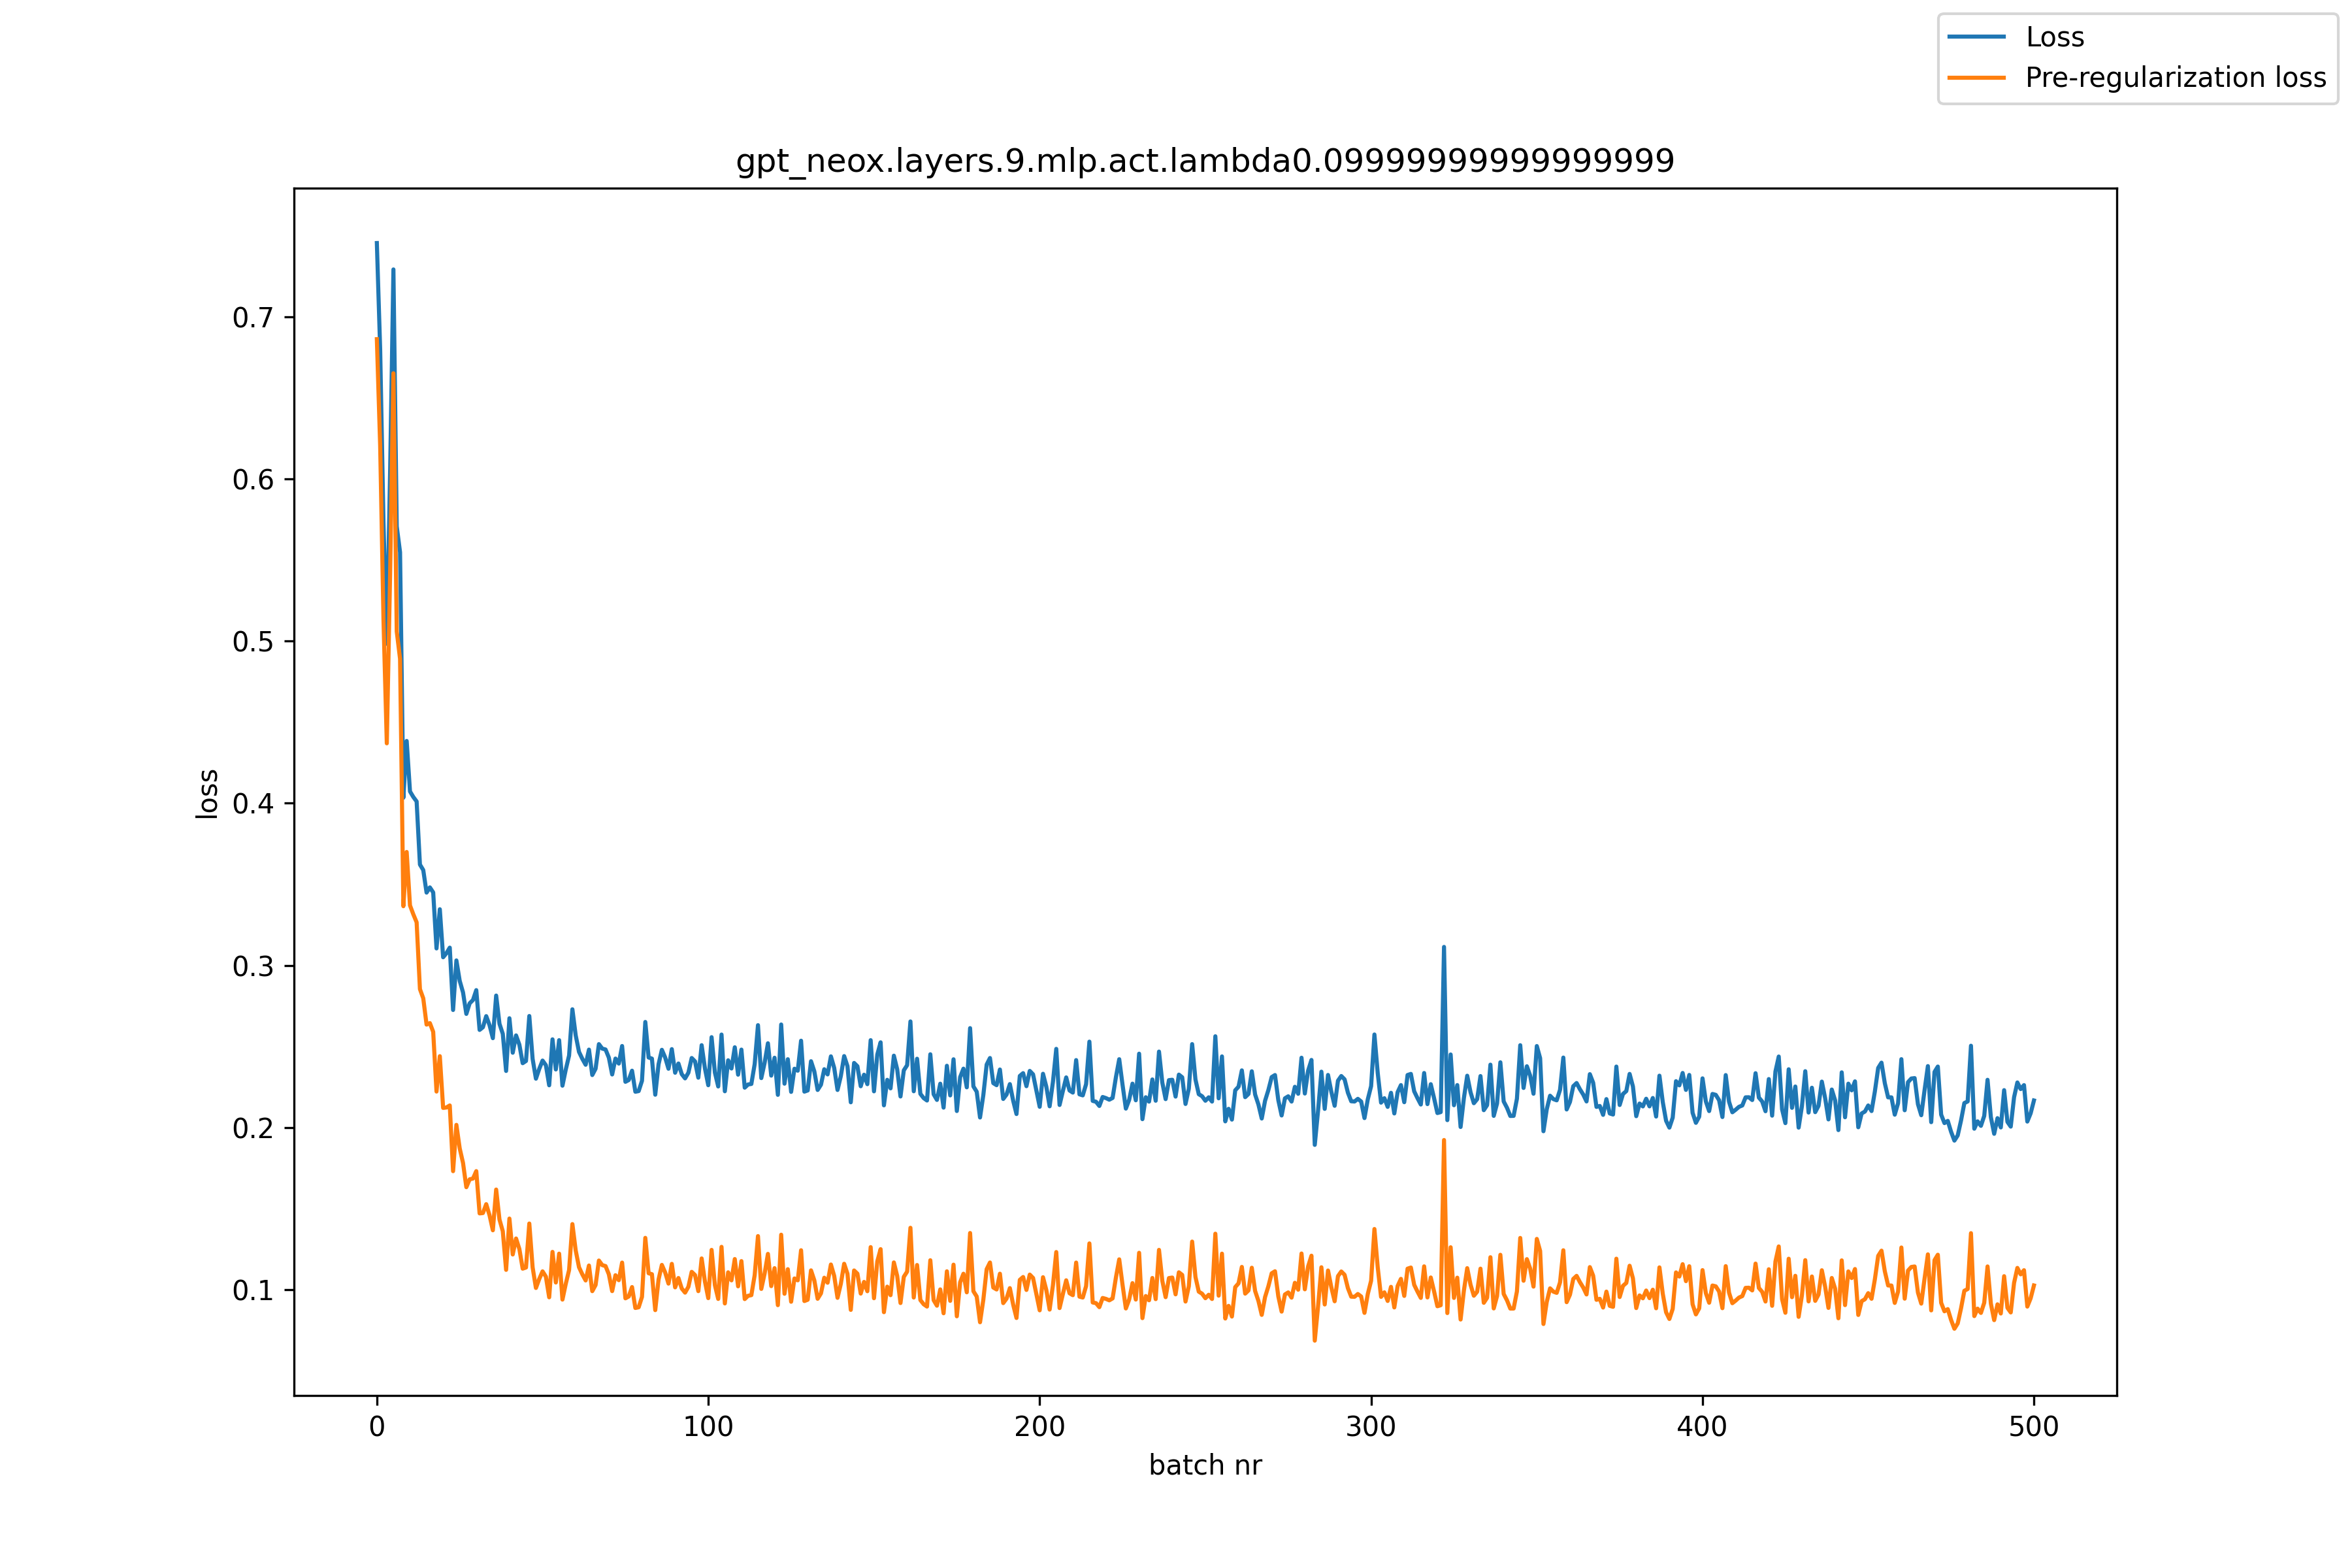 Loss
Pre-regularization loss
gpt_neox.layers.9.mlp.act.lambda0.09999999999999999
loss
0.7
0.6
0.5
0.4
0.3
0.2
0.1
0
100
200
300
400
500
batch nr